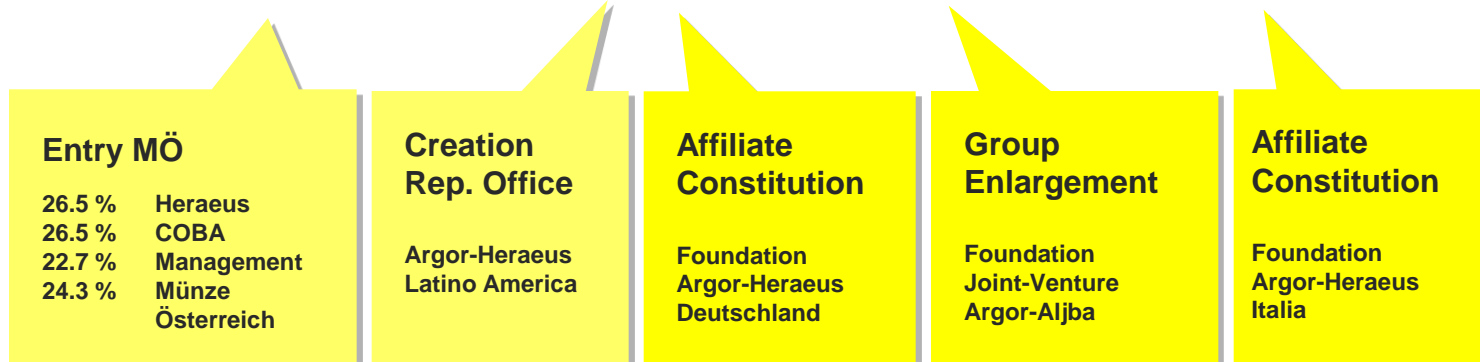 Entry MÖ
26.5 % Heraeus
26.5 % COBA
22.7 % Management
24.3 % Münze
Österreich
Creation
Rep. Office
Argor-Heraeus
Latino America
Affiliate
Constitution
Foundation
Argor-Heraeus
Deutschland
Group
Enlargement
Foundation
Joint-Venture
Argor-Aljba
Affiliate
Constitution
Foundation
Argor-Heraeus
Italia